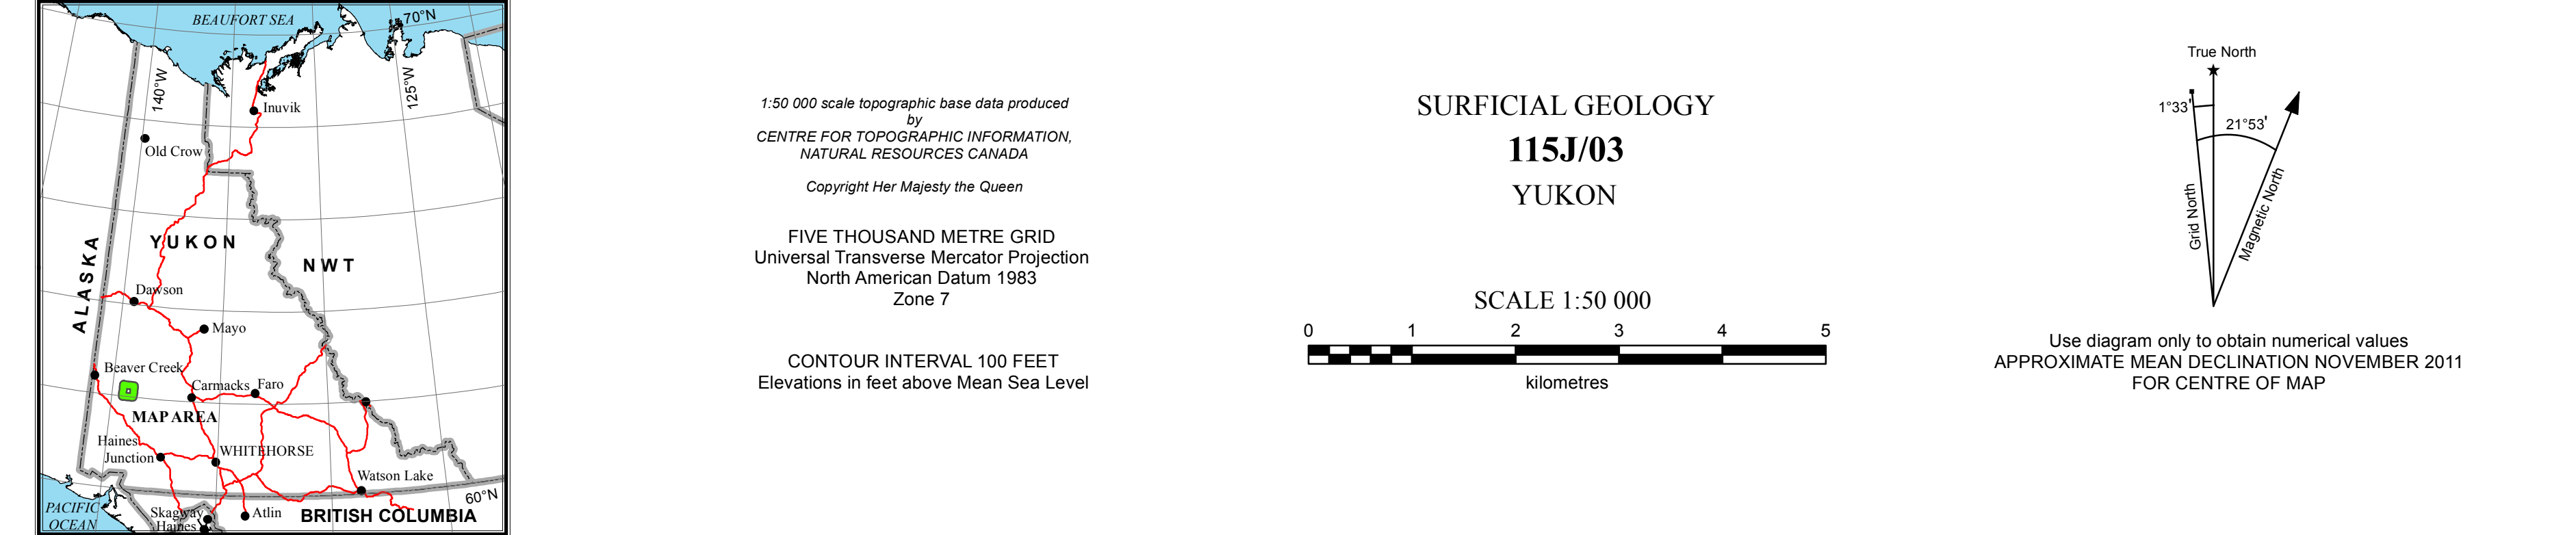 BEAUFORT SEA
70°N
140°W
125°W
Inuvik
Old Crow
YUKON
NWT
ALASKA
Dawson
Mayo
Beaver Creek
Carmacks
Faro
MAP AREA
Haines
Junction
WHITEHORSE
Watson Lake
60°N
PACIFIC
OCEAN
Skagway
Haines
Atlin
BRITISH COLUMBIA
1:50 000 scale topographic base data produced
by
CENTRE FOR TOPOGRAPHIC INFORMATION,
NATURAL RESOURCES CANADA
Copyright Her Majesty the Queen
FIVE THOUSAND METRE GRID
Universal Transverse Mercator Projection
North American Datum 1983
Zone 7
CONTOUR INTERVAL 100 FEET
Elevations in feet above Mean Sea Level
SURFICIAL GEOLOGY
115J/03
YUKON
SCALE 1:50 000
0 1 2 3 4 5
kilometres
True North
1°33'
21°53'
Grid North
Magnetic North
Use diagram only to obtain numerical values
APPROXIMATE MEAN DECLINATION NOVEMBER 2011
FOR CENTRE OF MAP